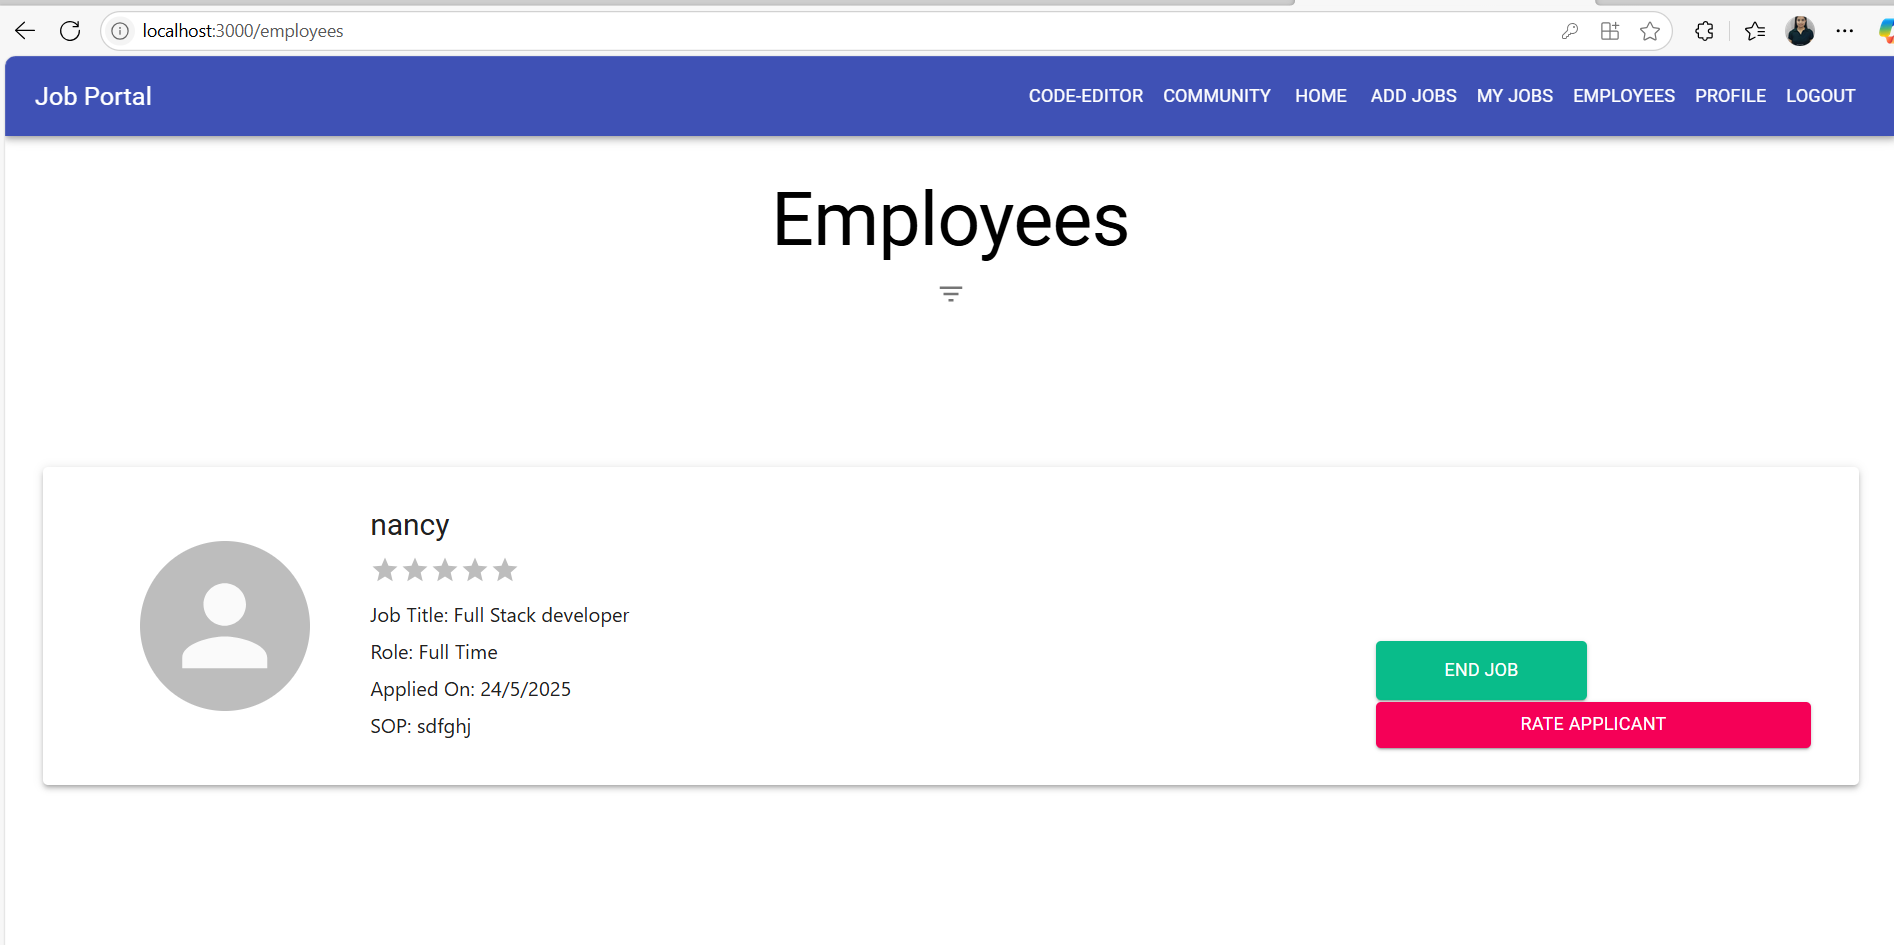 localhost:3000/employees
Job Portal CODE-EDITOR COMMUNITY HOME ADD JOBS MY JOBS EMPLOYEES PROFILE LOGOUT
Employees
nancy
Job Title: Full Stack developer
Role: Full Time
Applied On: 24/5/2025
SOP: sdfghj
END JOB
RATE APPLICANT